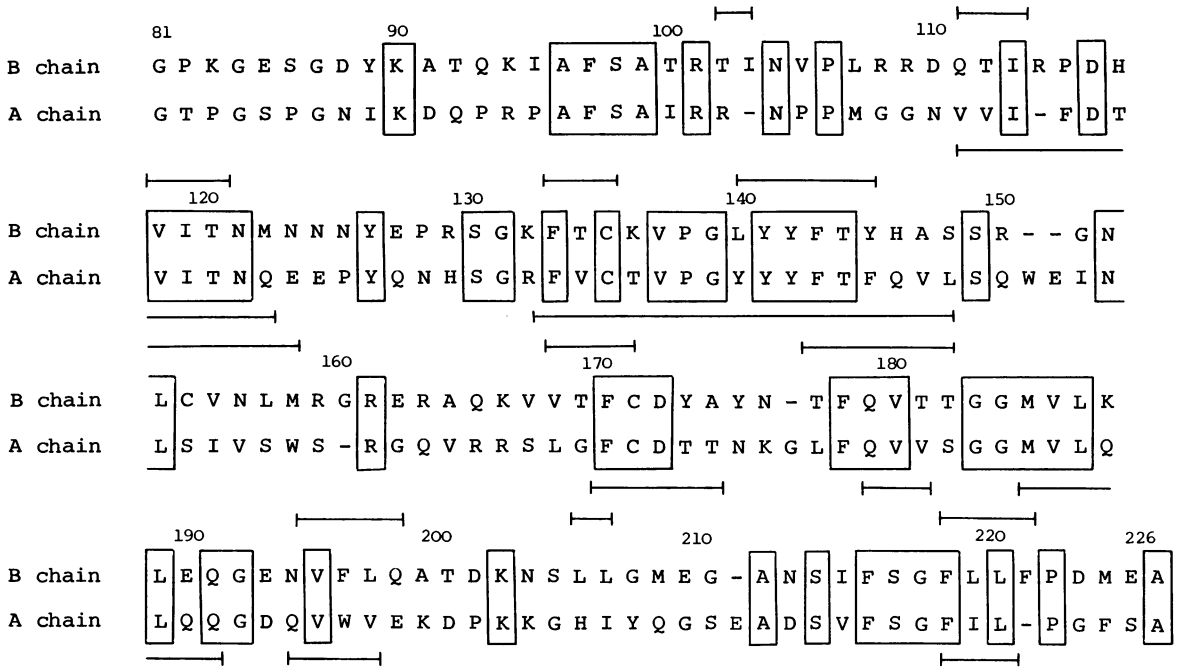 81 90 100 110
B chain G P K G E S G D Y K A T Q K I A F S A T R T I N V P L R R D Q T I R P D H
A chain G T P G S P G N I K D Q P R P A F S A I R R - N P P M G G N V V I - F D T
120 130 140 150
B chain V I T N M N N N Y E P R S G K F T C K V P G L Y Y F T Y H A S S R - - G N
A chain V I T N Q E E P Y Q N H S G R F V C T V P G Y Y Y F T F Q V L S Q W E I N
160 170 180
B chain L C V N L M R G R E R A Q K V V T F C D Y A Y N - T F Q V T T G G M V L K
A chain L S I V S W S - R G Q V R R S L G F C D T T N K G L F Q V V S G G M V L Q
190 200 210 220 226
B chain L E Q G E N V F L Q A T D K N S L L G M E G - A N S I F S G F L L F P D M E A
A chain L Q Q G D Q V W V E K D P K K G H I Y Q G S E A D S V F S G F I L - P G F S A